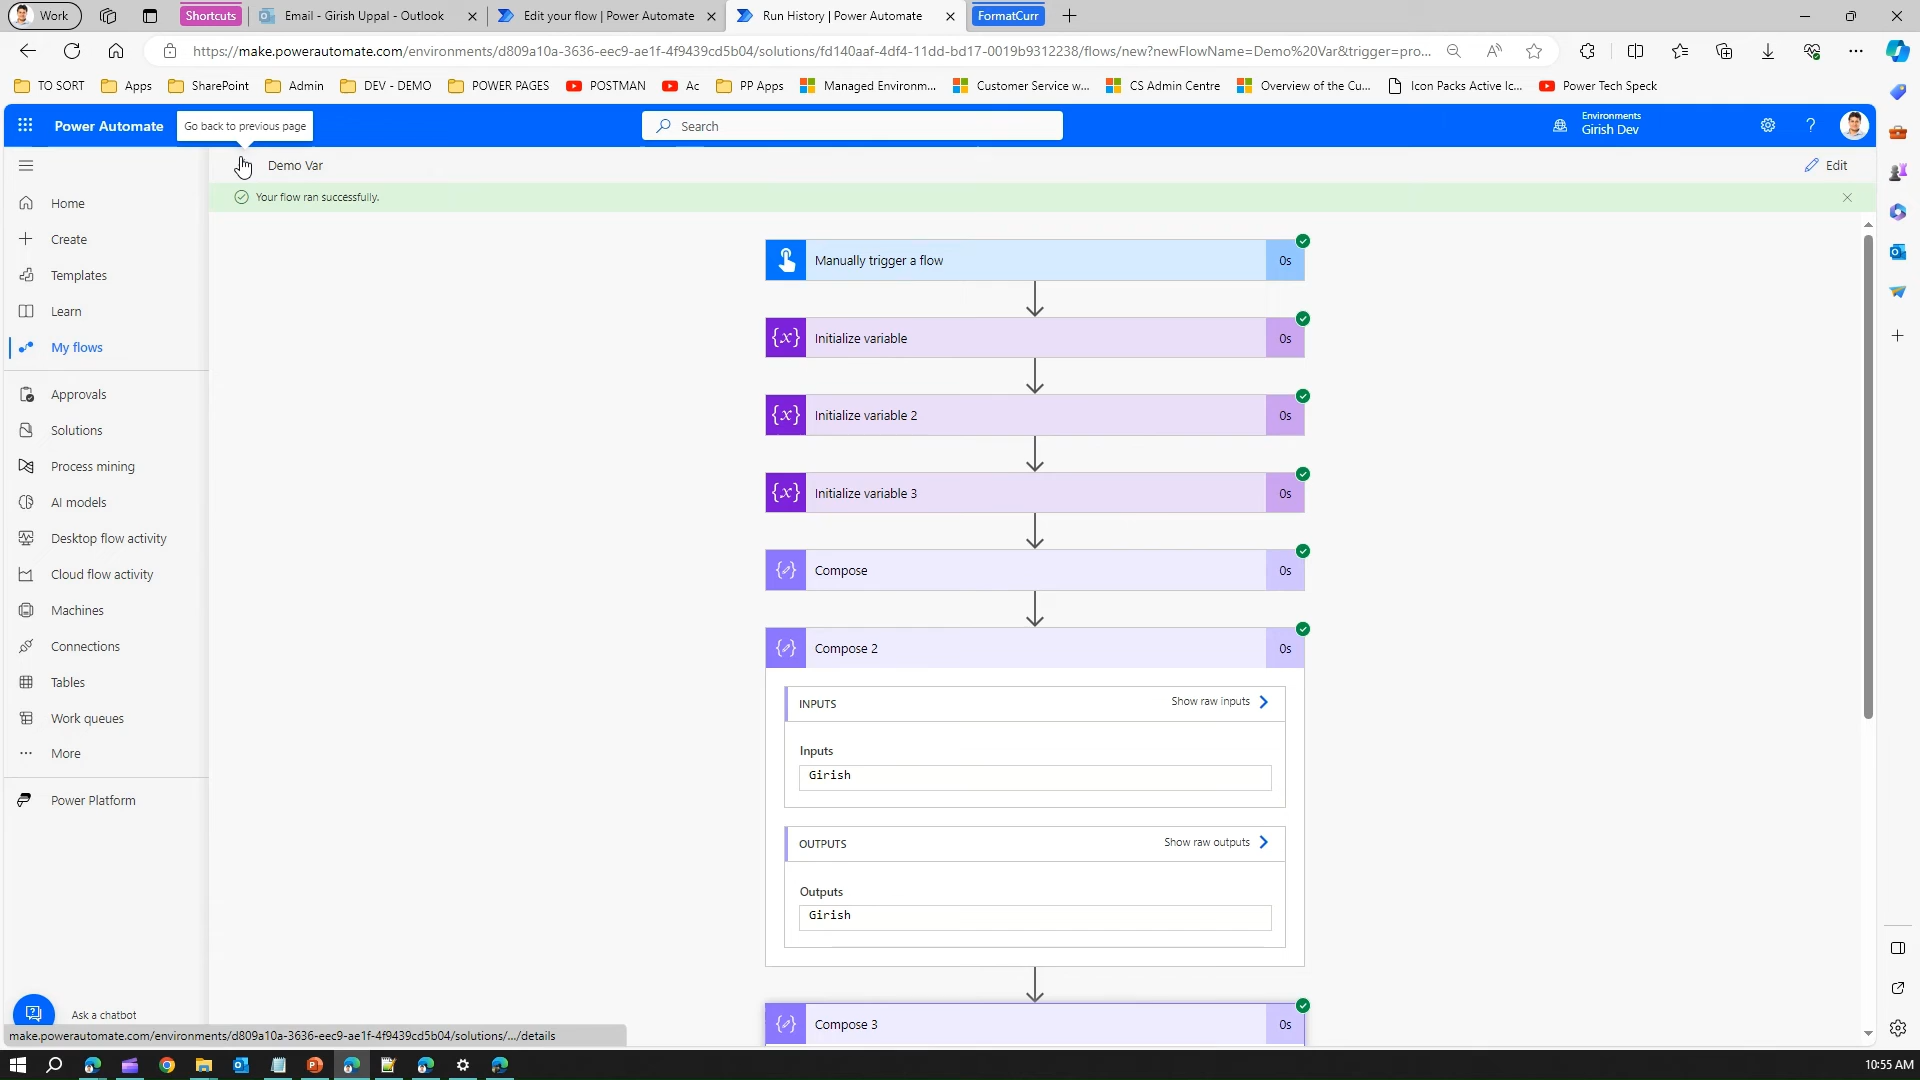 Work
Shortcuts
Email - Girish Uppal - Outlook
Edit your flow | Power Automate
Run History | Power Automate
FormatCurr
https://make.powerautomate.com/environments/d809a10a-3636-eec9-ae1f-4f9439cd5b04/solutions/fd140aaf-4df4-11dd-bd17-0019b9312238/flows/new?newFlowName=Demo%20Var&trigger=pro...
TO SORT
Apps
SharePoint
Admin
DEV - DEMO
POWER PAGES
POSTMAN
Ac
PP Apps
Managed Environm...
Customer Service w...
CS Admin Centre
Overview of the Cu...
Icon Packs Active Ic...
Power Tech Speck
Power Automate
Go back to previous page
Search
Environments
Girish Dev
Demo Var
Edit
Your flow ran successfully.
Home
Create
Templates
Learn
My flows
Approvals
Solutions
Process mining
AI models
Desktop flow activity
Cloud flow activity
Machines
Connections
Tables
Work queues
More
Power Platform
Ask a chatbot
Manually trigger a flow
0s
Initialize variable
0s
Initialize variable 2
0s
Initialize variable 3
0s
Compose
0s
Compose 2
0s
INPUTS
Show raw inputs
Inputs
Girish
OUTPUTS
Show raw outputs
Outputs
Girish
Compose 3
0s
make.powerautomate.com/environments/d809a10a-3636-eec9-ae1f-4f9439cd5b04/solutions/.../details
10:55 AM